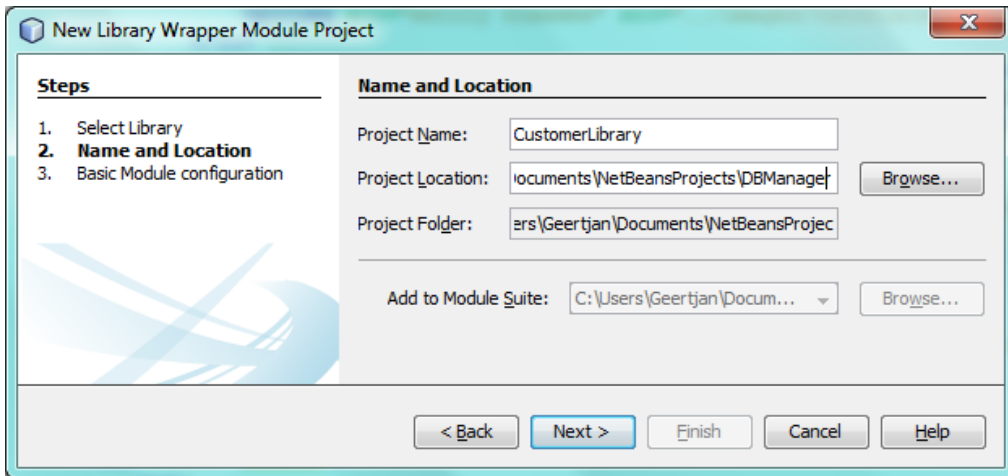 New Library Wrapper Module Project
Steps
1. Select Library
2. Name and Location
3. Basic Module configuration
Name and Location
Project Name: CustomerLibrary
Project Location: ocuments\NetBeansProjects\DBManager Browse...
Project Folder: ers\Geertjan\Documents\NetBeansProjec
Add to Module Suite: C:\Users\Geertjan\Docum... Browse...
< Back Next > Finish Cancel Help